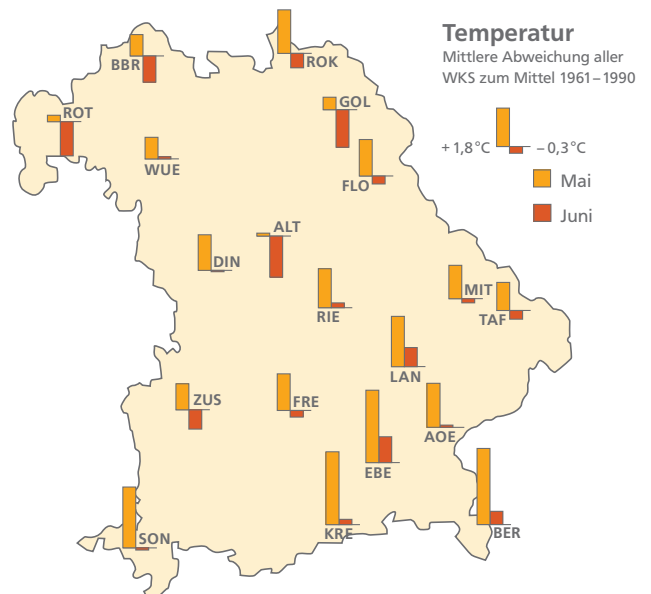 Temperatur
Mittlere Abweichung aller
WKS zum Mittel 1961–1990
+1,8°C –0,3°C
Mai
Juni
BBR
ROK
GOL
ROT
WUE
FLO
ALT
DIN
MIT
RIE
TAF
LAN
ZUS
FRE
AOE
EBE
KRE
BER
SON